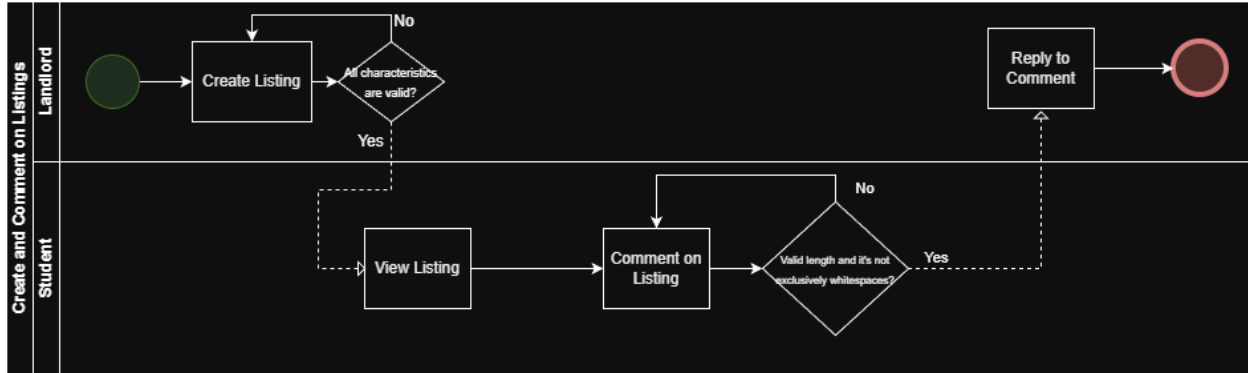 Create and Comment on Listings
Landlord
Create Listing
No
All characteristics
are valid?
Yes
Reply to
Comment
Student
View Listing
Comment on
Listing
No
Valid length and it's not
exclusively whitespaces?
Yes